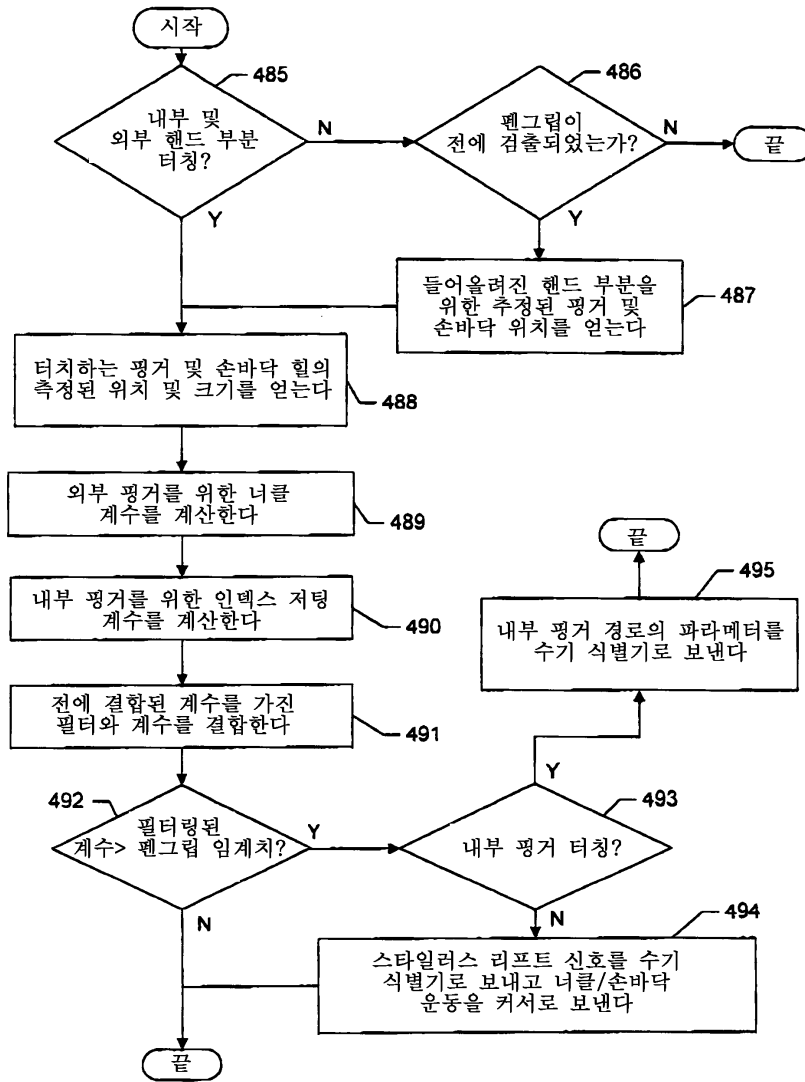 시작
485
내부 및
외부 핸드 부분
터칭?
N
Y
486
펜그립이
전에 검출되었는가?
N
끝
Y
들어올려진 핸드 부분을
위한 추정된 핑거 및
손바닥 위치를 얻는다
487
터치하는 핑거 및 손바닥 힐의
측정된 위치 및 크기를 얻는다
488
외부 핑거를 위한 너클
계수를 계산한다
489
내부 핑거를 위한 인덱스 저팅
계수를 계산한다
490
전에 결합된 계수를 가진
필터와 계수를 결합한다
491
492
필터링된
계수> 펜그립 임계치?
Y
N
493
내부 핑거 터칭?
Y
N
끝
495
내부 핑거 경로의 파라메터를
수기 식별기로 보낸다
494
스타일러스 리프트 신호를 수기
식별기로 보내고 너클/손바닥
운동을 커서로 보낸다
끝